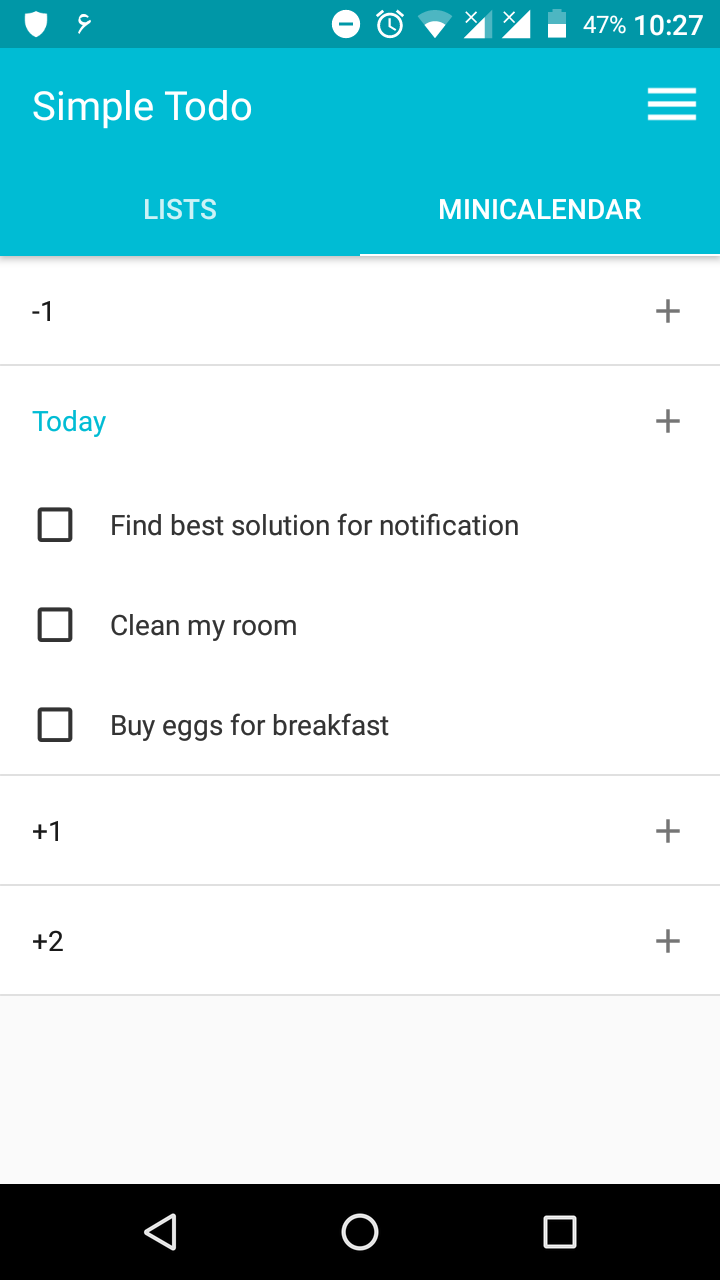 ۶
47% 10:27
Simple Todo
LISTS
MINICALENDAR
-1
Today
Find best solution for notification
Clean my room
Buy eggs for breakfast
+1
+2